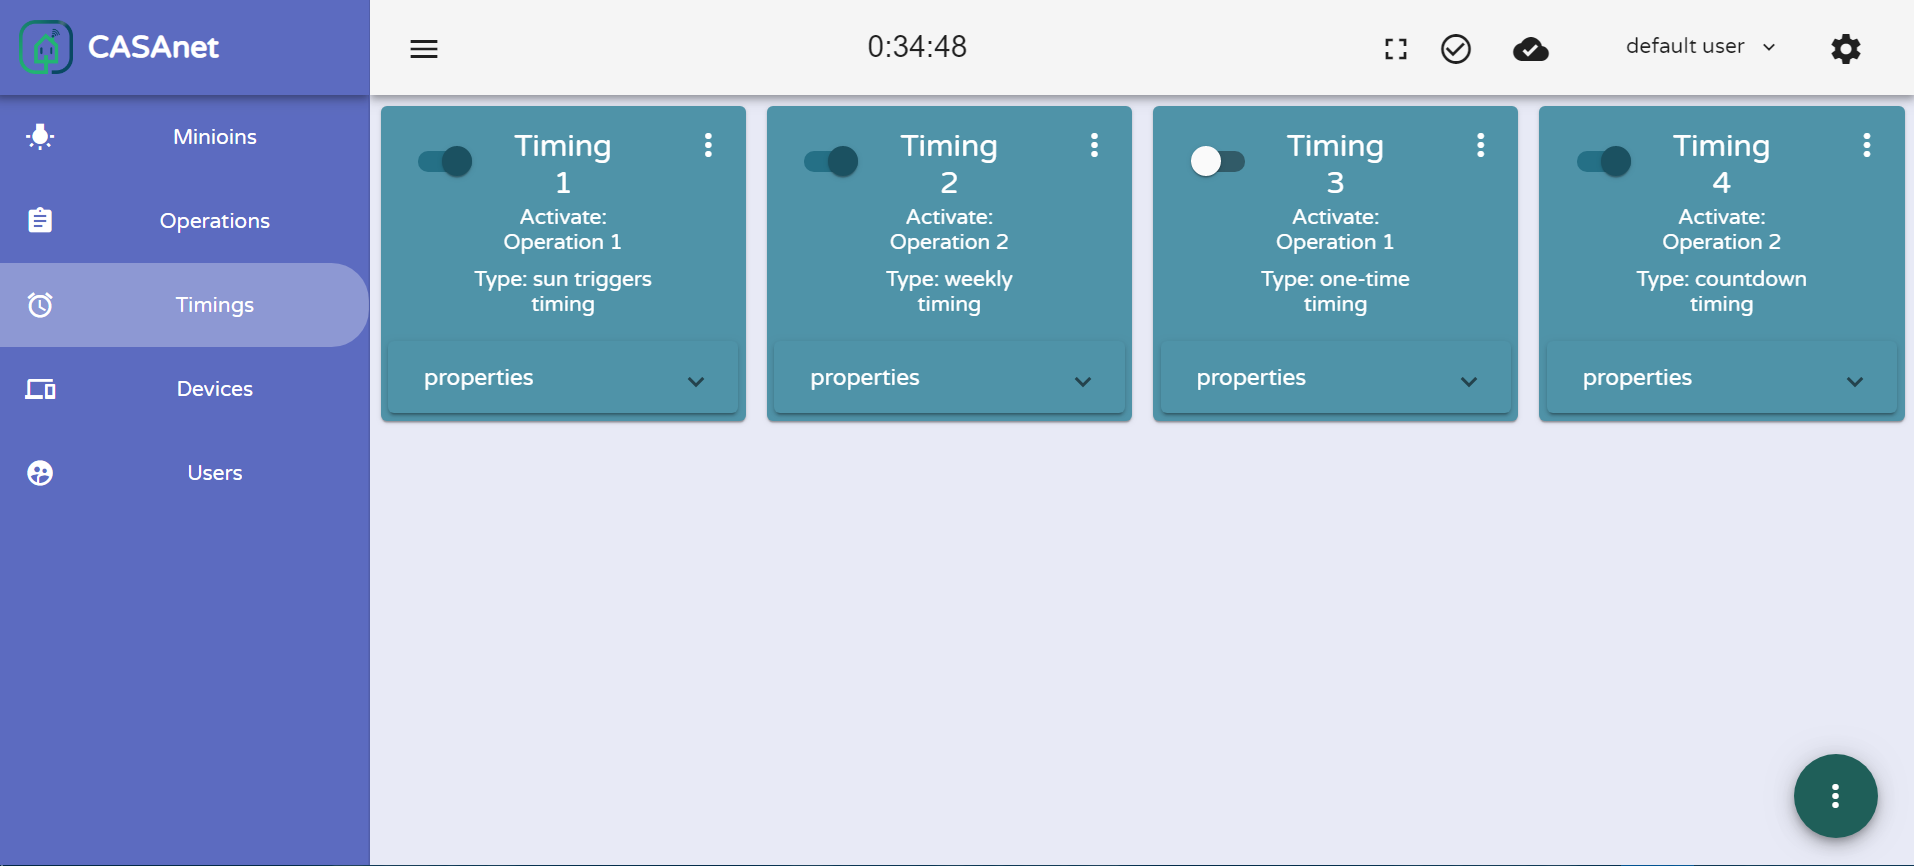 CASAnet
0:34:48
default user
Minioins
Operations
Timings
Devices
Users
Timing
1
Activate:
Operation 1
Type: sun triggers
timing
properties
Timing
2
Activate:
Operation 2
Type: weekly
timing
properties
Timing
3
Activate:
Operation 1
Type: one-time
timing
properties
Timing
4
Activate:
Operation 2
Type: countdown
timing
properties